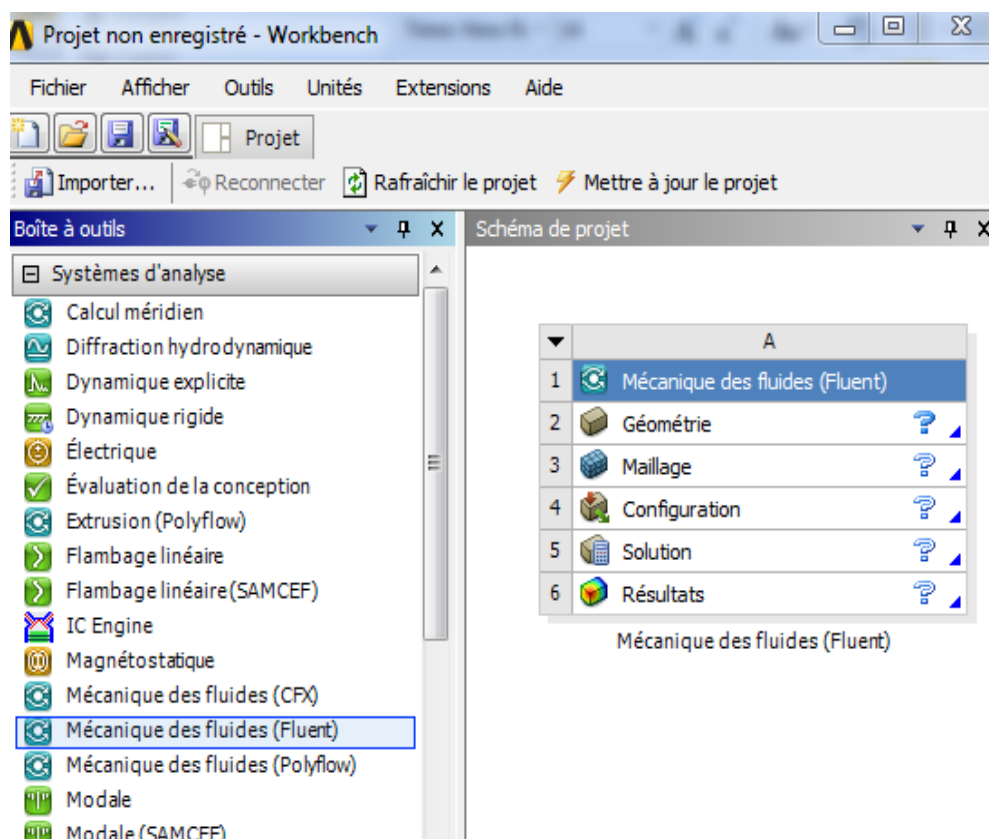 Projet non enregistré - Workbench
Fichier Afficher Outils Unités Extensions Aide
Projet
Importer... Reconnecter Rafraîchir le projet Mettre à jour le projet
Boîte à outils
Systèmes d'analyse
Calcul méridien
Diffraction hydrodynamique
Dynamique explicite
Dynamique rigide
Électrique
Évaluation de la conception
Extrusion (Polyflow)
Flambage linéaire
Flambage linéaire (SAMCEF)
IC Engine
Magnétostatique
Mécanique des fluides (CFX)
Mécanique des fluides (Fluent)
Mécanique des fluides (Polyflow)
Modale
Modale (SAMCEF)
Schéma de projet
A
1 Mécanique des fluides (Fluent)
2 Géométrie ?
3 Maillage ?
4 Configuration ?
5 Solution ?
6 Résultats ?
Mécanique des fluides (Fluent)